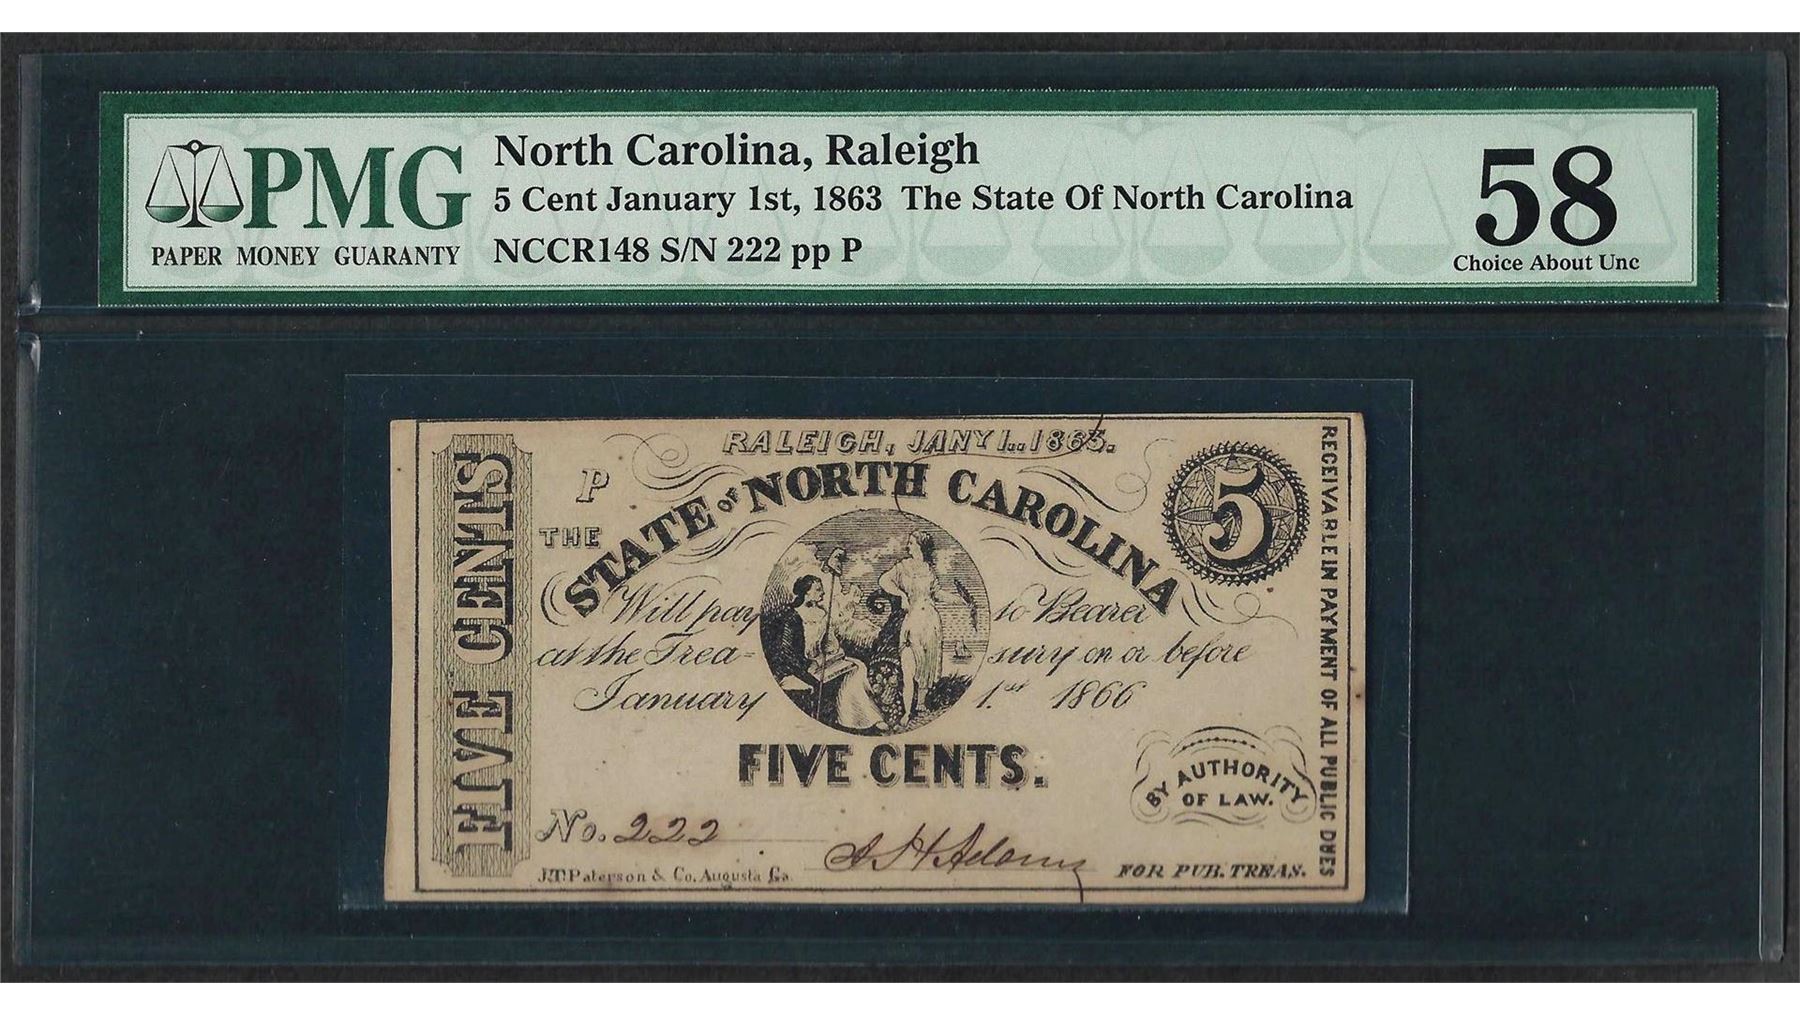 PMG
PAPER MONEY GUARANTY
North Carolina, Raleigh
5 Cent January 1st, 1863 The State Of North Carolina
NCCR148 S/N 222 pp P
58
Choice About Unc
RALEIGH, JANY 1.. 1863.
P
THE
STATE OF NORTH CAROLINA
5
FIVE CENTS
Will pay to Bearer
at the Trea- sury on or before
January 1st 1866
FIVE CENTS.
BY AUTHORITY
OF LAW.
No. 222
A H Adams
FOR PUB. TREAS.
J.T. Paterson & Co. Augusta Ga.
RECEIVABLE IN PAYMENT OF ALL PUBLIC DUES